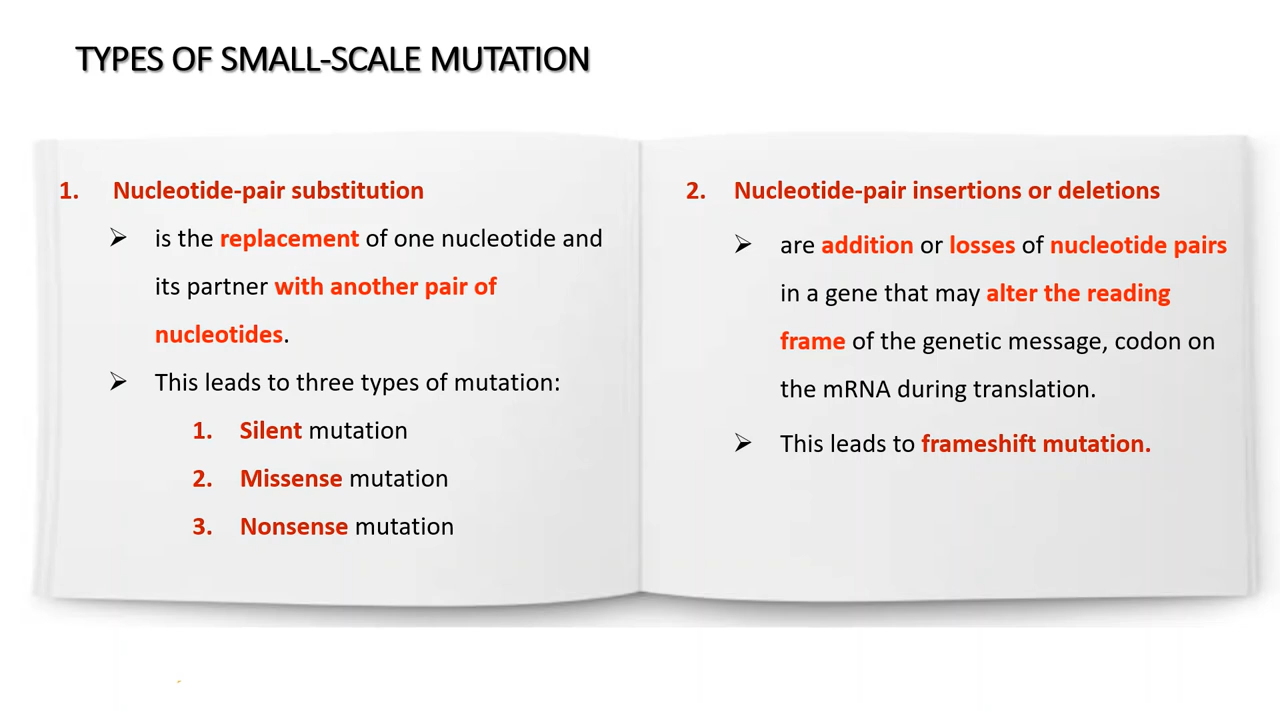 TYPES OF SMALL-SCALE MUTATION
1. Nucleotide-pair substitution
➢ is the replacement of one nucleotide and
its partner with another pair of
nucleotides.
➢ This leads to three types of mutation:
1. Silent mutation
2. Missense mutation
3. Nonsense mutation
2. Nucleotide-pair insertions or deletions
➢ are addition or losses of nucleotide pairs
in a gene that may alter the reading
frame of the genetic message, codon on
the mRNA during translation.
➢ This leads to frameshift mutation.